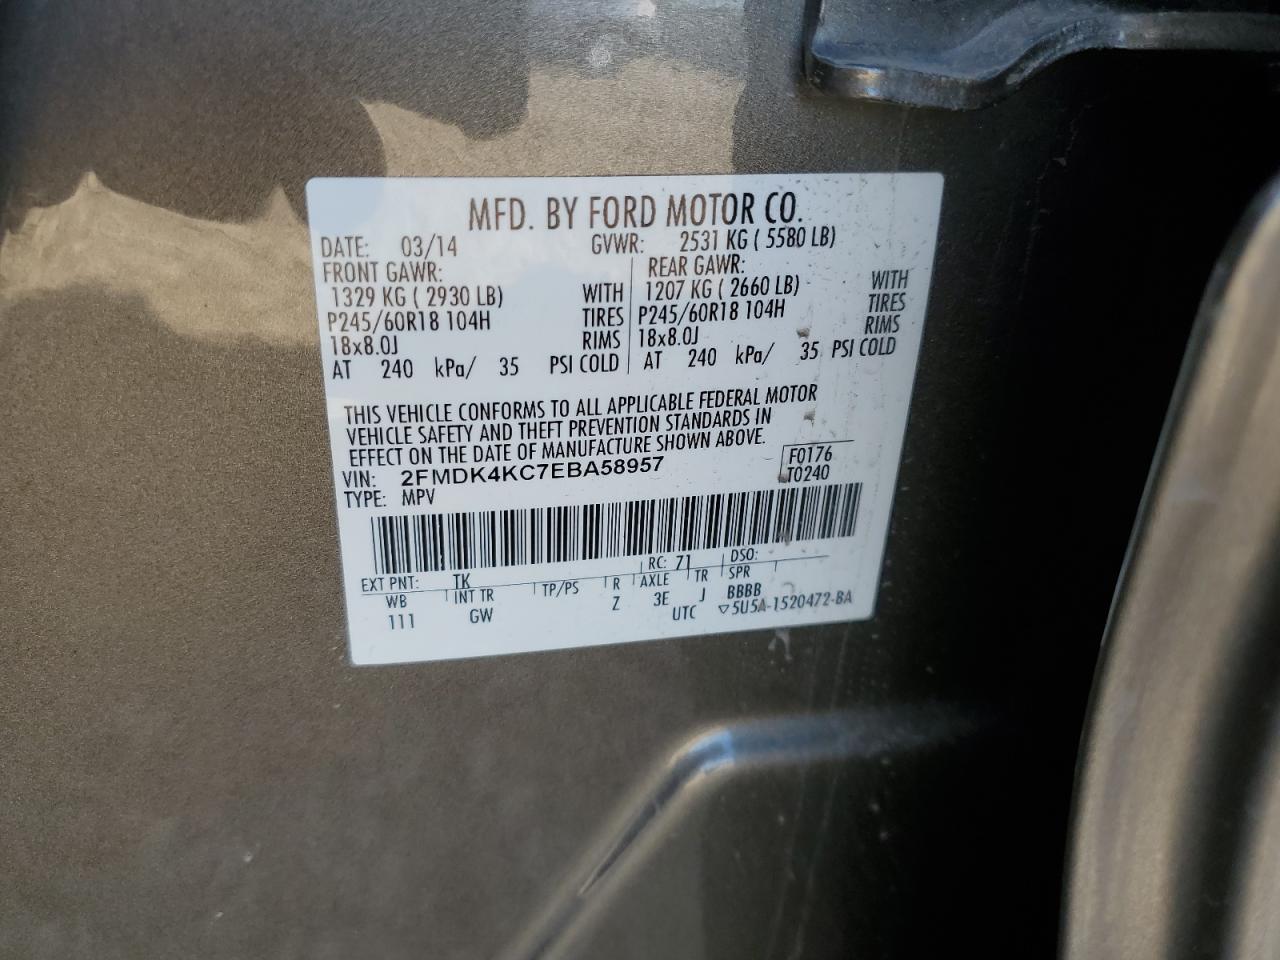 MFD. BY FORD MOTOR CO.
DATE: 03/14 GVWR: 2531 KG ( 5580 LB)
FRONT GAWR: REAR GAWR:
1329 KG ( 2930 LB) WITH 1207 KG ( 2660 LB) WITH
P245/60R18 104H TIRES P245/60R18 104H TIRES
18x8.0J RIMS 18x8.0J RIMS
AT 240 kPa/ 35 PSI COLD AT 240 kPa/ 35 PSI COLD
THIS VEHICLE CONFORMS TO ALL APPLICABLE FEDERAL MOTOR
VEHICLE SAFETY AND THEFT PREVENTION STANDARDS IN
EFFECT ON THE DATE OF MANUFACTURE SHOWN ABOVE.
VIN: 2FMDK4KC7EBA58957 F0176
TYPE: MPV T0240
EXT PNT: TK RC: 71 DSO:
WB INT TR TP/PS R AXLE TR SPR
111 GW Z 3E J BBBB
UTC ▽5U5A-1520472-BA